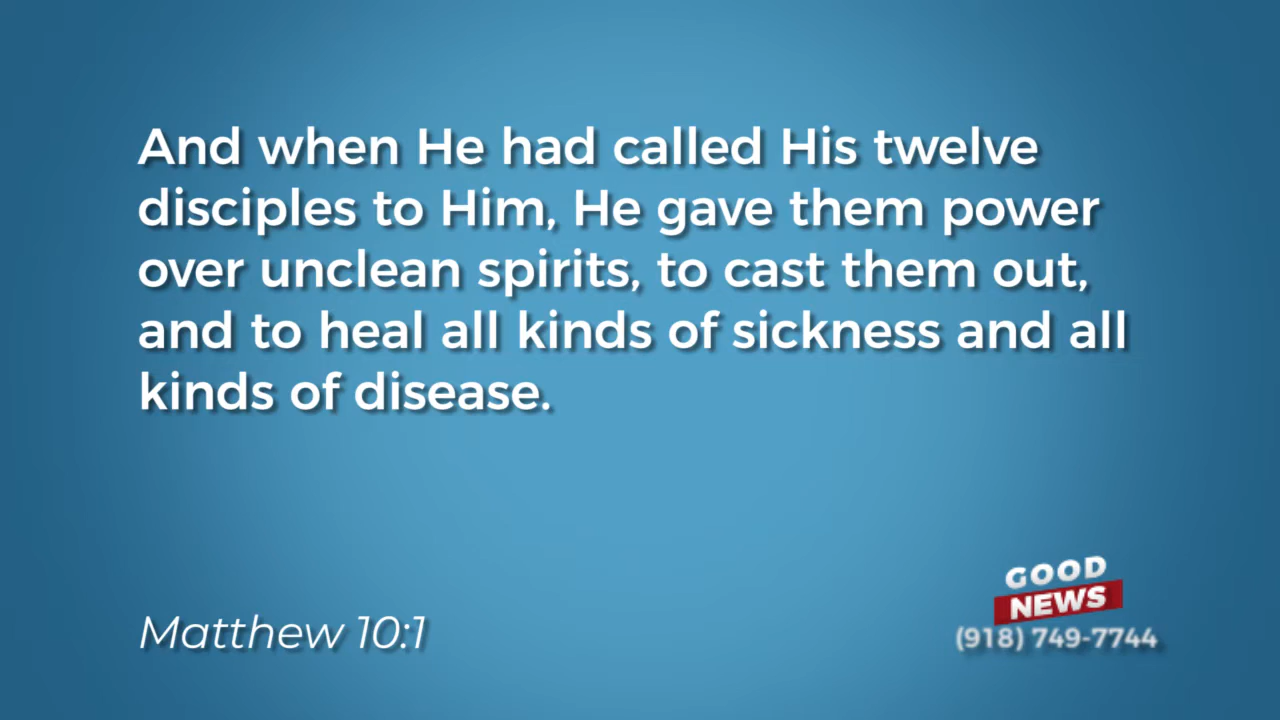 And when He had called His twelve
disciples to Him, He gave them power
over unclean spirits, to cast them out,
and to heal all kinds of sickness and all
kinds of disease.
Matthew 10:1
GOOD
NEWS
(918) 749-7744